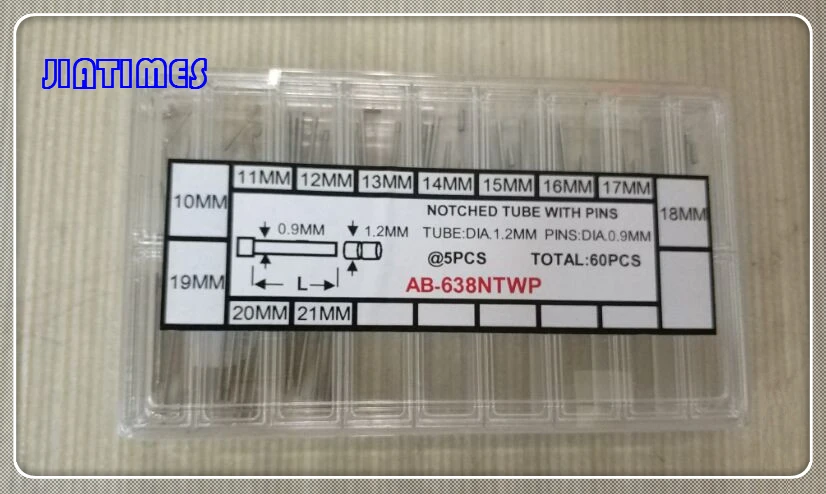 JIATIMES
11MM 12MM 13MM 14MM 15MM 16MM 17MM
10MM
18MM
NOTCHED TUBE WITH PINS
0.9MM 1.2MM TUBE:DIA.1.2MM PINS:DIA.0.9MM
@5PCS TOTAL:60PCS
19MM
L
AB-638NTWP
20MM 21MM